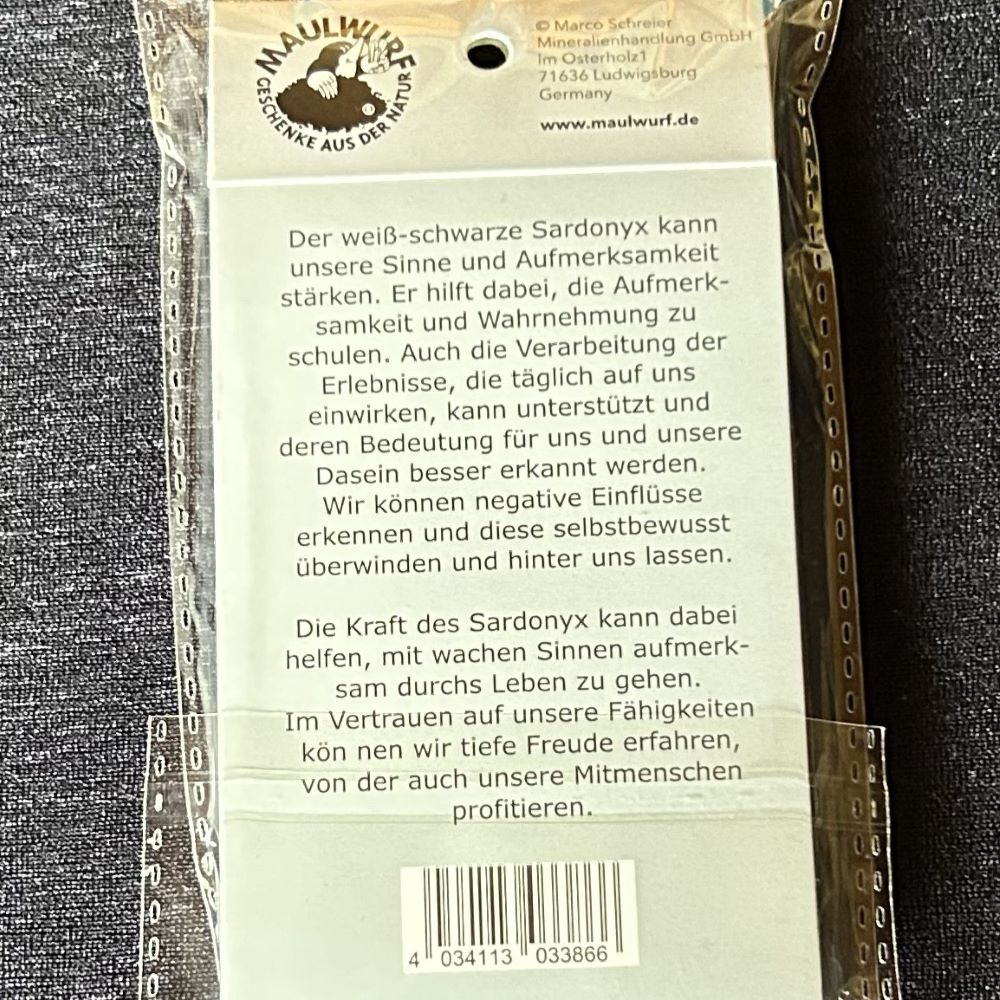 MAULWURF
GESCHENKE AUS DER NATUR
© Marco Schreier
Mineralienhandlung GmbH
Im Osterholz1
71636 Ludwigsburg
Germany
www.maulwurf.de
Der weiß-schwarze Sardonyx kann
unsere Sinne und Aufmerksamkeit
stärken. Er hilft dabei, die Aufmerk-
samkeit und Wahrnehmung zu
schulen. Auch die Verarbeitung der
Erlebnisse, die täglich auf uns
einwirken, kann unterstützt und
deren Bedeutung für uns und unsere
Dasein besser erkannt werden.
Wir können negative Einflüsse
erkennen und diese selbstbewusst
überwinden und hinter uns lassen.
Die Kraft des Sardonyx kann dabei
helfen, mit wachen Sinnen aufmerk-
sam durchs Leben zu gehen.
Im Vertrauen auf unsere Fähigkeiten
kön nen wir tiefe Freude erfahren,
von der auch unsere Mitmenschen
profitieren.
4 034113 033866